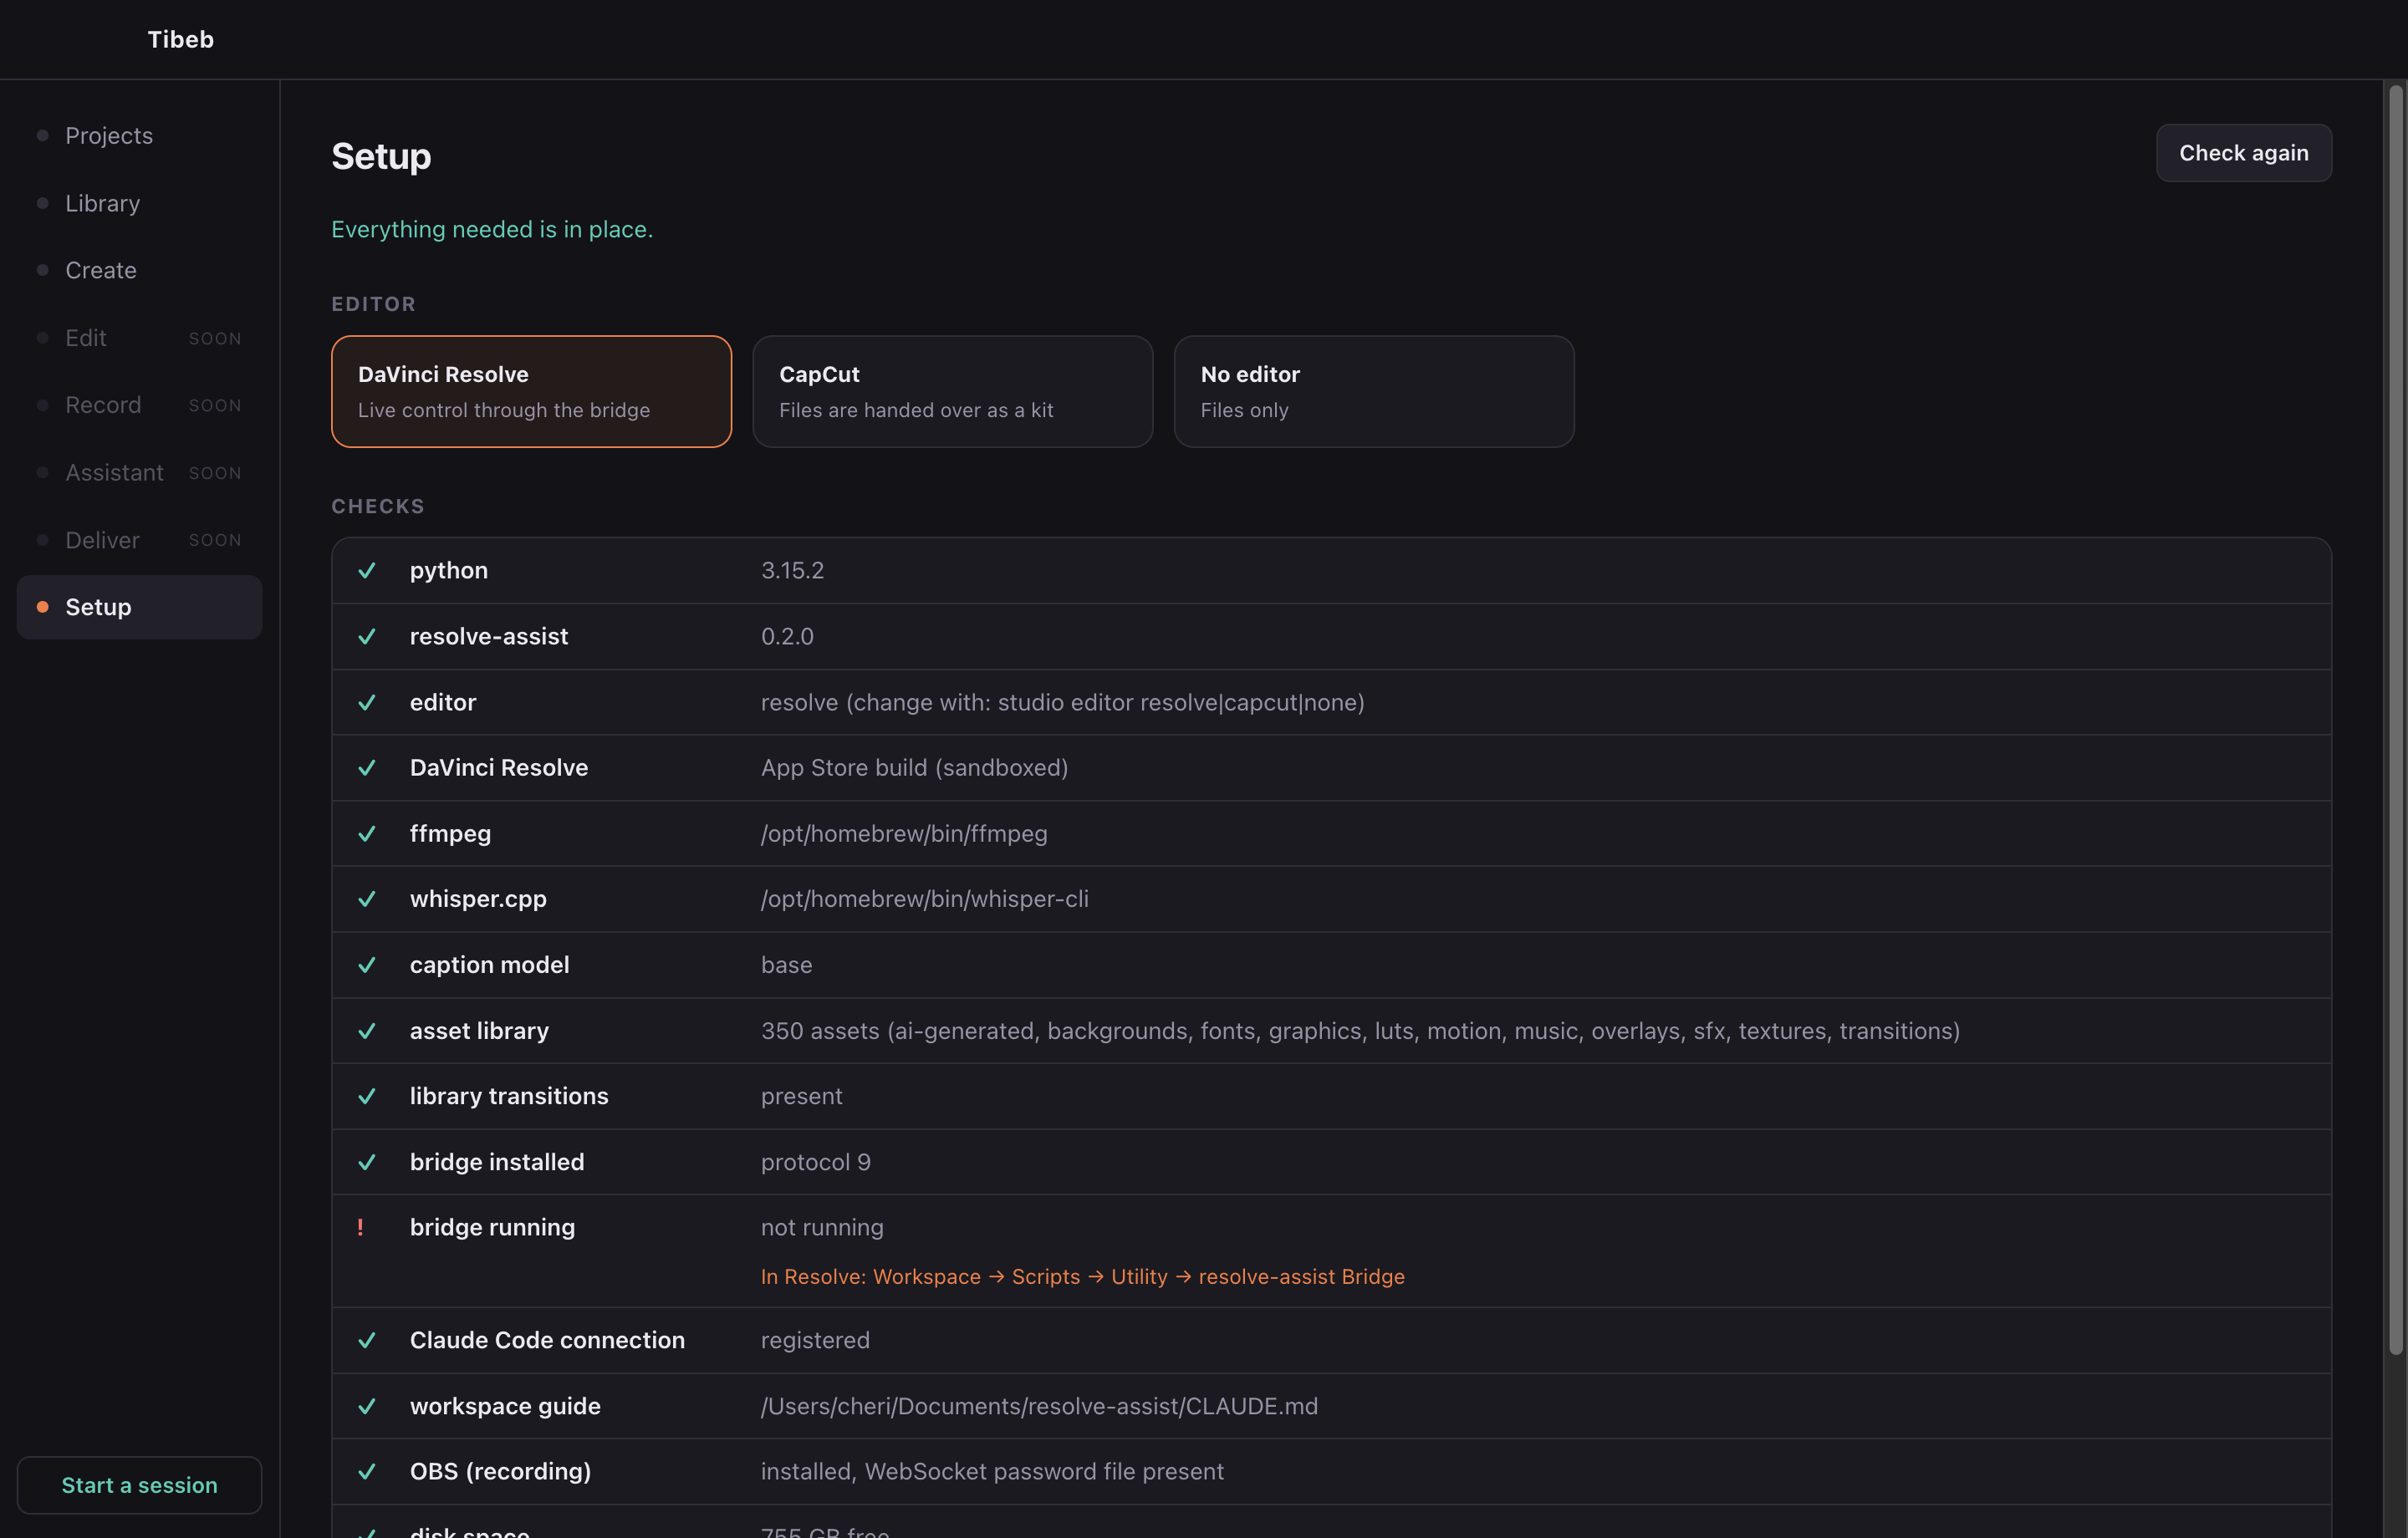 Tibeb
Projects
Library
Create
Edit SOON
Record SOON
Assistant SOON
Deliver SOON
Setup
Start a session
Setup
Check again
Everything needed is in place.
EDITOR
DaVinci Resolve
Live control through the bridge
CapCut
Files are handed over as a kit
No editor
Files only
CHECKS
python 3.15.2
resolve-assist 0.2.0
editor resolve (change with: studio editor resolve|capcut|none)
DaVinci Resolve App Store build (sandboxed)
ffmpeg /opt/homebrew/bin/ffmpeg
whisper.cpp /opt/homebrew/bin/whisper-cli
caption model base
asset library 350 assets (ai-generated, backgrounds, fonts, graphics, luts, motion, music, overlays, sfx, textures, transitions)
library transitions present
bridge installed protocol 9
! bridge running not running
In Resolve: Workspace → Scripts → Utility → resolve-assist Bridge
Claude Code connection registered
workspace guide /Users/cheri/Documents/resolve-assist/CLAUDE.md
OBS (recording) installed, WebSocket password file present
disk space 755 GB free